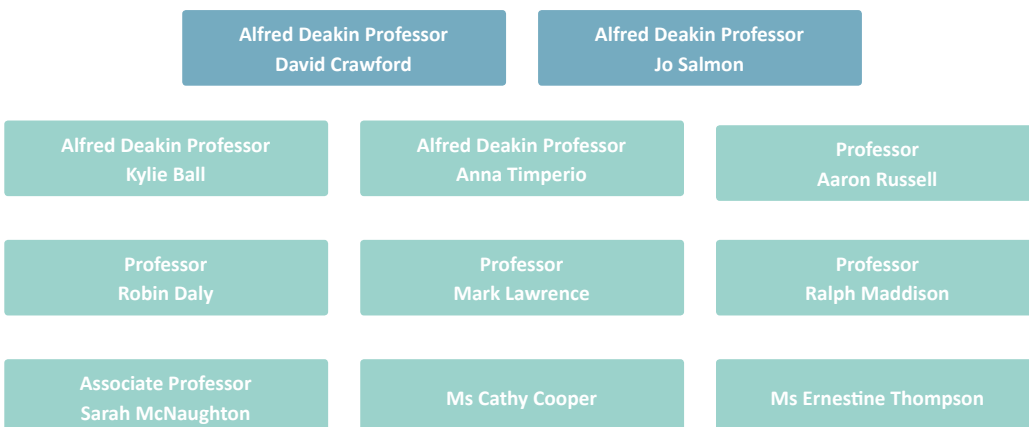 Alfred Deakin Professor
David Crawford
Alfred Deakin Professor
Jo Salmon
Alfred Deakin Professor
Kylie Ball
Alfred Deakin Professor
Anna Timperio
Professor
Aaron Russell
Professor
Robin Daly
Professor
Mark Lawrence
Professor
Ralph Maddison
Associate Professor
Sarah McNaughton
Ms Cathy Cooper
Ms Ernestine Thompson